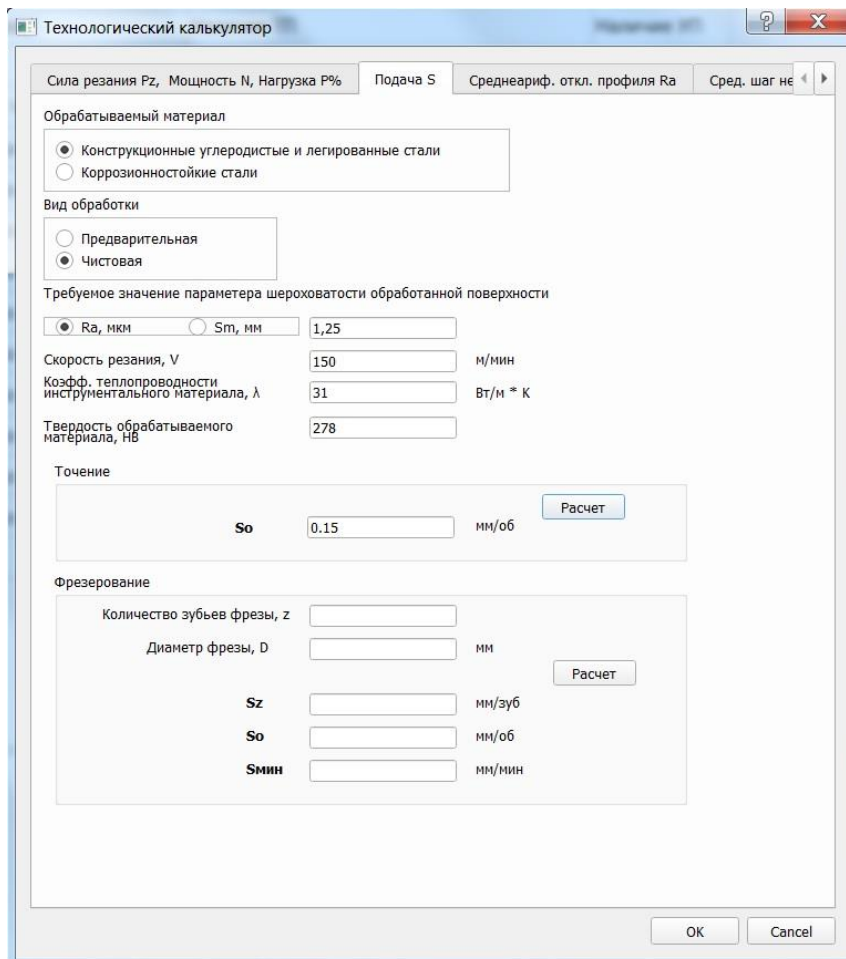 Технологический калькулятор
Сила резания Pz, Мощность N, Нагрузка P% Подача S Среднеариф. откл. профиля Ra Сред. шаг не
Обрабатываемый материал
Конструкционные углеродистые и легированные стали
Коррозионностойкие стали
Вид обработки
Предварительная
Чистовая
Требуемое значение параметра шероховатости обработанной поверхности
Ra, мкм Sm, мм 1,25
Скорость резания, V 150 м/мин
Коэфф. теплопроводности
инструментального материала, λ 31 Вт/м * K
Твердость обрабатываемого
материала, HB 278
Точение
Расчет
So 0.15 мм/об
Фрезерование
Количество зубьев фрезы, z
Диаметр фрезы, D мм
Расчет
Sz мм/зуб
So мм/об
Sмин мм/мин
OK Cancel